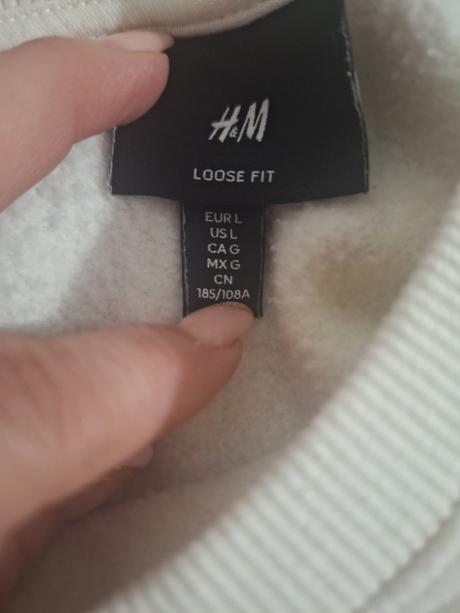 H&M
LOOSE FIT
EUR L
US L
CA G
MX G
CN
185/108A